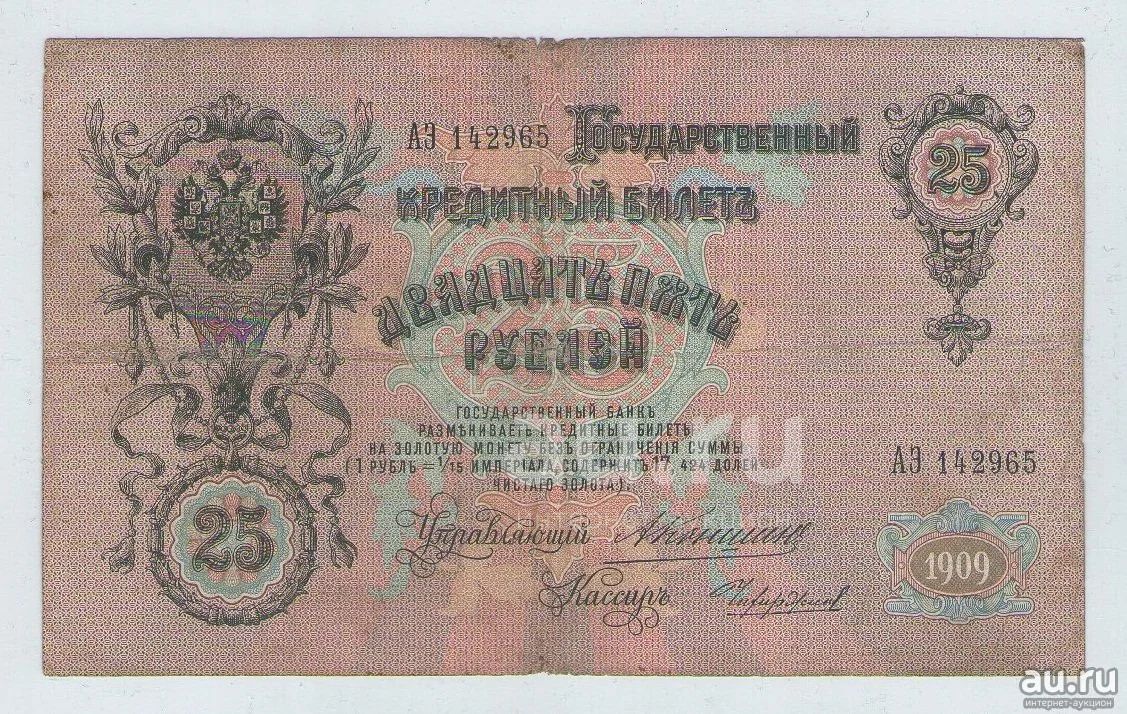 АЭ 142965
Государственный
Кредитный Билетъ
25
Двадцать пять
рублей
Государственный Банкъ
размѣниваетъ кредитные билеты
на золотую монету безъ ограниченія суммы
(1 рубль = 1/15 имперіала, содержитъ 17,424 долей
чистаго золота).
АЭ 142965
Управляющий
25
1909
Кассиръ
au.ru
интернет-аукцион